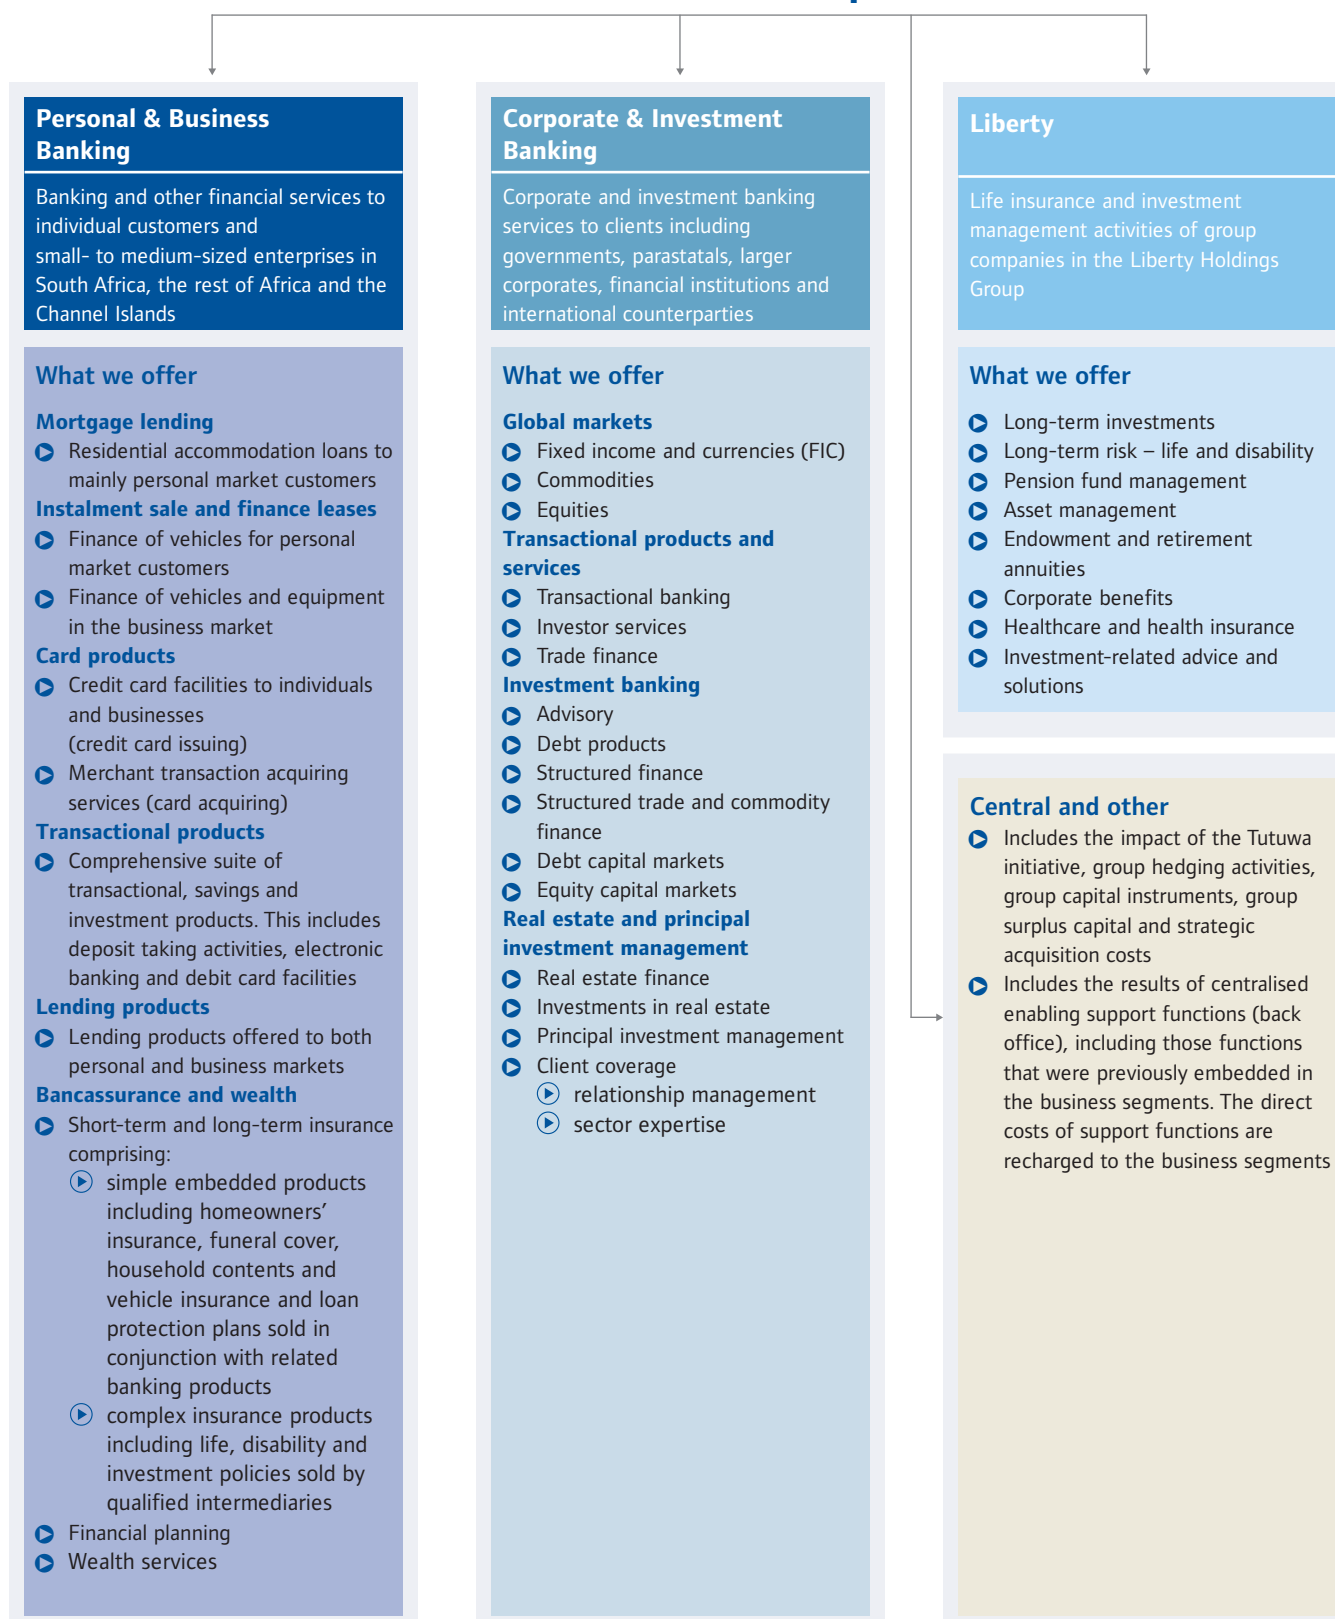 Personal & Business
Banking
Banking and other financial services to
individual customers and
small- to medium-sized enterprises in
South Africa, the rest of Africa and the
Channel Islands
What we offer
Mortgage lending
Residential accommodation loans to
mainly personal market customers
Instalment sale and finance leases
Finance of vehicles for personal
market customers
Finance of vehicles and equipment
in the business market
Card products
Credit card facilities to individuals
and businesses
(credit card issuing)
Merchant transaction acquiring
services (card acquiring)
Transactional products
Comprehensive suite of
transactional, savings and
investment products. This includes
deposit taking activities, electronic
banking and debit card facilities
Lending products
Lending products offered to both
personal and business markets
Bancassurance and wealth
Short-term and long-term insurance
comprising:
simple embedded products
including homeowners’
insurance, funeral cover,
household contents and
vehicle insurance and loan
protection plans sold in
conjunction with related
banking products
complex insurance products
including life, disability and
investment policies sold by
qualified intermediaries
Financial planning
Wealth services
Corporate & Investment
Banking
Corporate and investment banking
services to clients including
governments, parastatals, larger
corporates, financial institutions and
international counterparties
What we offer
Global markets
Fixed income and currencies (FIC)
Commodities
Equities
Transactional products and
services
Transactional banking
Investor services
Trade finance
Investment banking
Advisory
Debt products
Structured finance
Structured trade and commodity
finance
Debt capital markets
Equity capital markets
Real estate and principal
investment management
Real estate finance
Investments in real estate
Principal investment management
Client coverage
relationship management
sector expertise
Liberty
Life insurance and investment
management activities of group
companies in the Liberty Holdings
Group
What we offer
Long-term investments
Long-term risk – life and disability
Pension fund management
Asset management
Endowment and retirement
annuities
Corporate benefits
Healthcare and health insurance
Investment-related advice and
solutions
Central and other
Includes the impact of the Tutuwa
initiative, group hedging activities,
group capital instruments, group
surplus capital and strategic
acquisition costs
Includes the results of centralised
enabling support functions (back
office), including those functions
that were previously embedded in
the business segments. The direct
costs of support functions are
recharged to the business segments